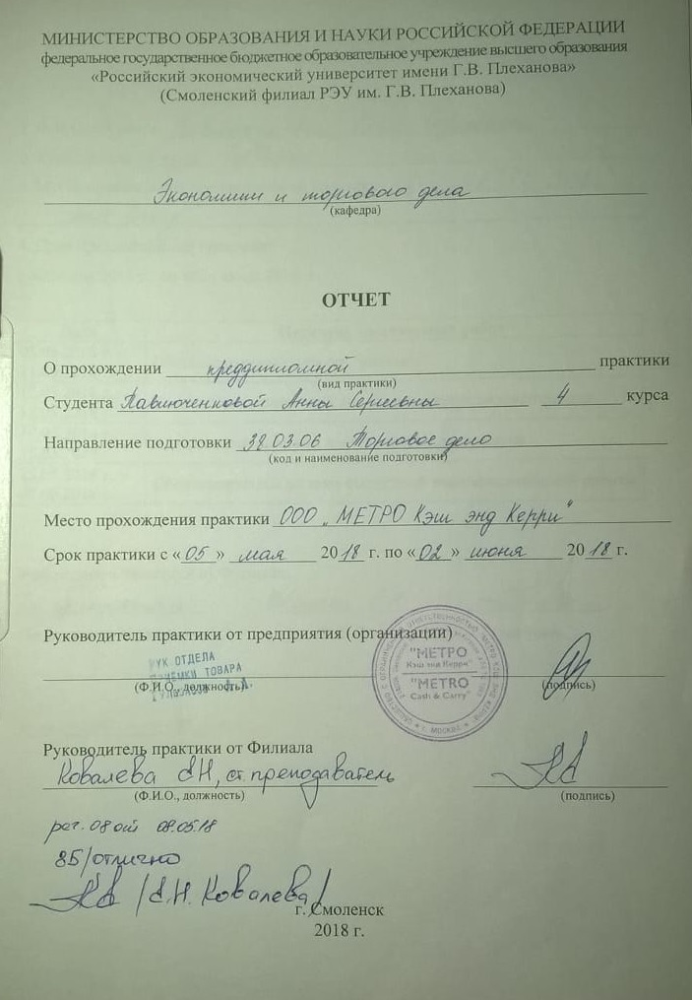 МИНИСТЕРСТВО ОБРАЗОВАНИЯ И НАУКИ РОССИЙСКОЙ ФЕДЕРАЦИИ
федеральное государственное бюджетное образовательное учреждение высшего образования
«Российский экономический университет имени Г.В. Плеханова»
(Смоленский филиал РЭУ им. Г.В. Плеханова)
Экономики и торгового дела
(кафедра)
ОТЧЕТ
О прохождении преддипломной практики
(вид практики)
Студента Павлюченковой Анны Сергеевны 4 курса
Направление подготовки 38.03.06 Торговое дело
(код и наименование подготовки)
Место прохождения практики ООО „МЕТРО Кэш энд Керри"
Срок практики с «05» мая 2018 г. по «02» июня 2018 г.
Руководитель практики от предприятия (организации)
РУК ОТДЕЛА
ПРИЕМКИ ТОВАРА
(Ф.И.О., должность)
"МЕТРО
Кэш энд Керри"
"METRO
Cash & Carry"
г. Москва
(подпись)
Руководитель практики от Филиала
Ковалева ЕН, ст. преподаватель
(Ф.И.О., должность)
(подпись)
рег. 08 от 08.05.18
85/отлично
/Е.Н. Ковалева/
г. Смоленск
2018 г.